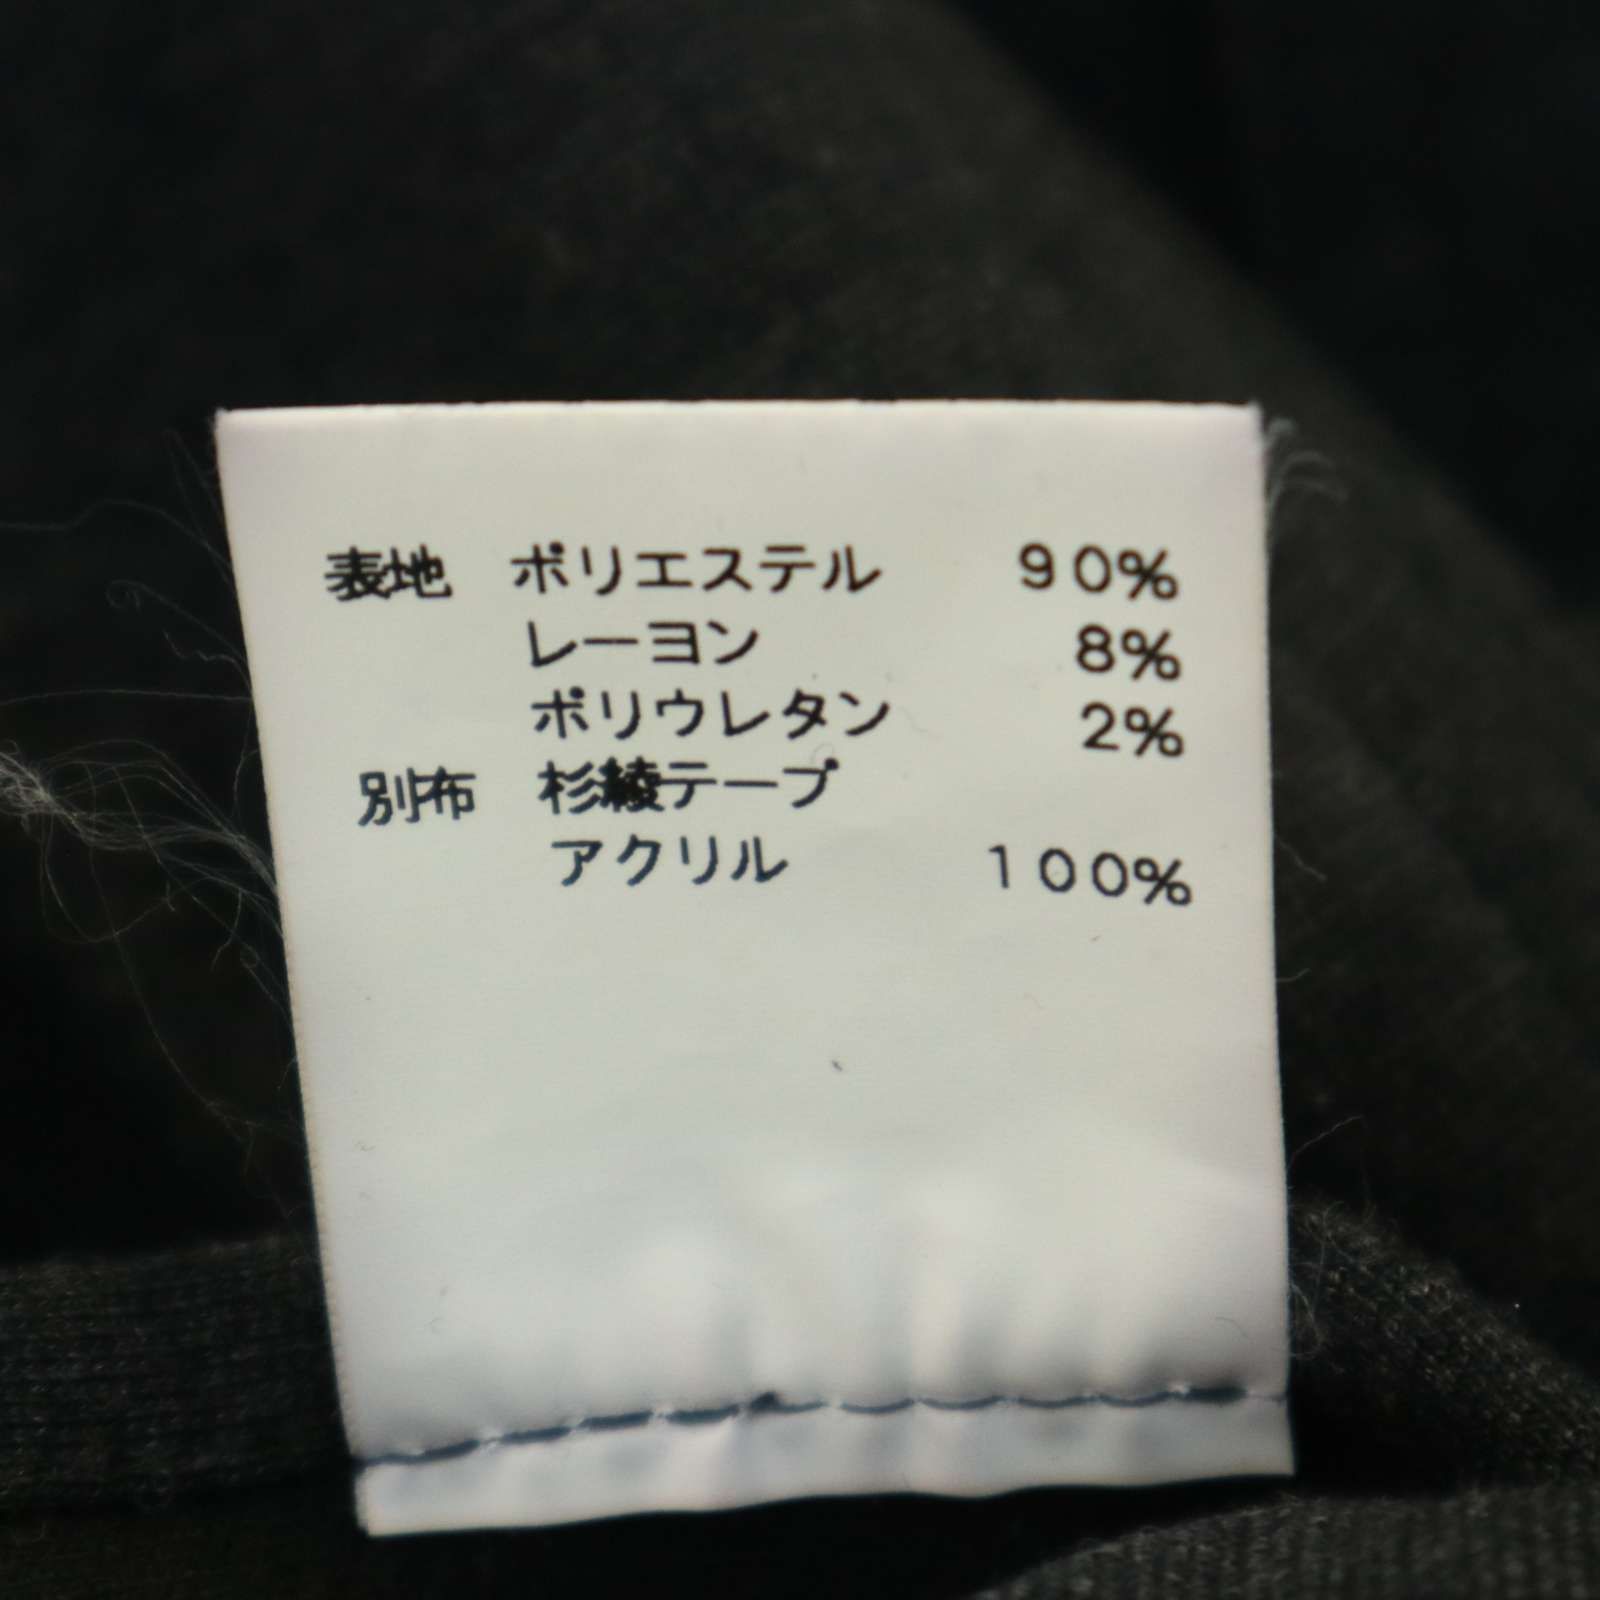 表地 ポリエステル 90%
レーヨン 8%
ポリウレタン 2%
別布 杉綾テープ
アクリル 100%